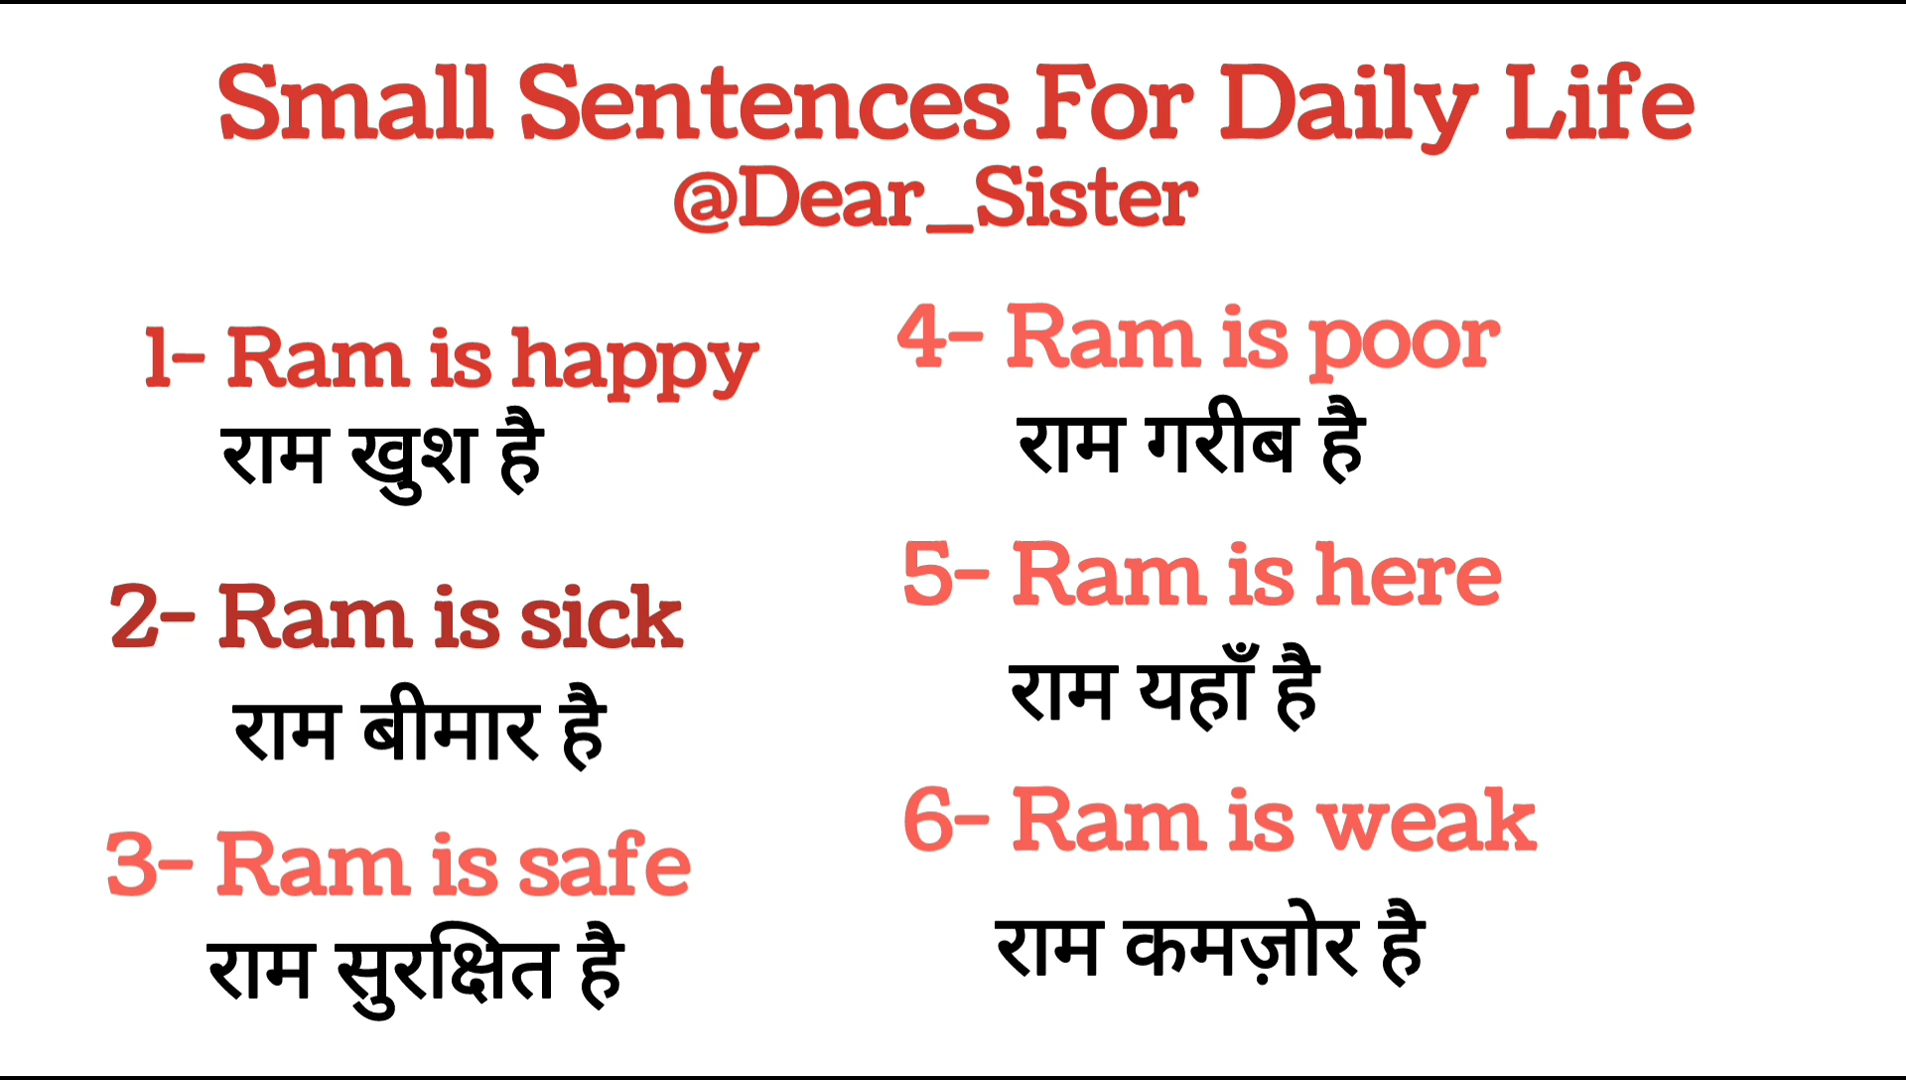 Small Sentences For Daily Life
@Dear_Sister
1- Ram is happy
राम खुश है
2- Ram is sick
राम बीमार है
3- Ram is safe
राम सुरक्षित है
4- Ram is poor
राम गरीब है
5- Ram is here
राम यहाँ है
6- Ram is weak
राम कमज़ोर है